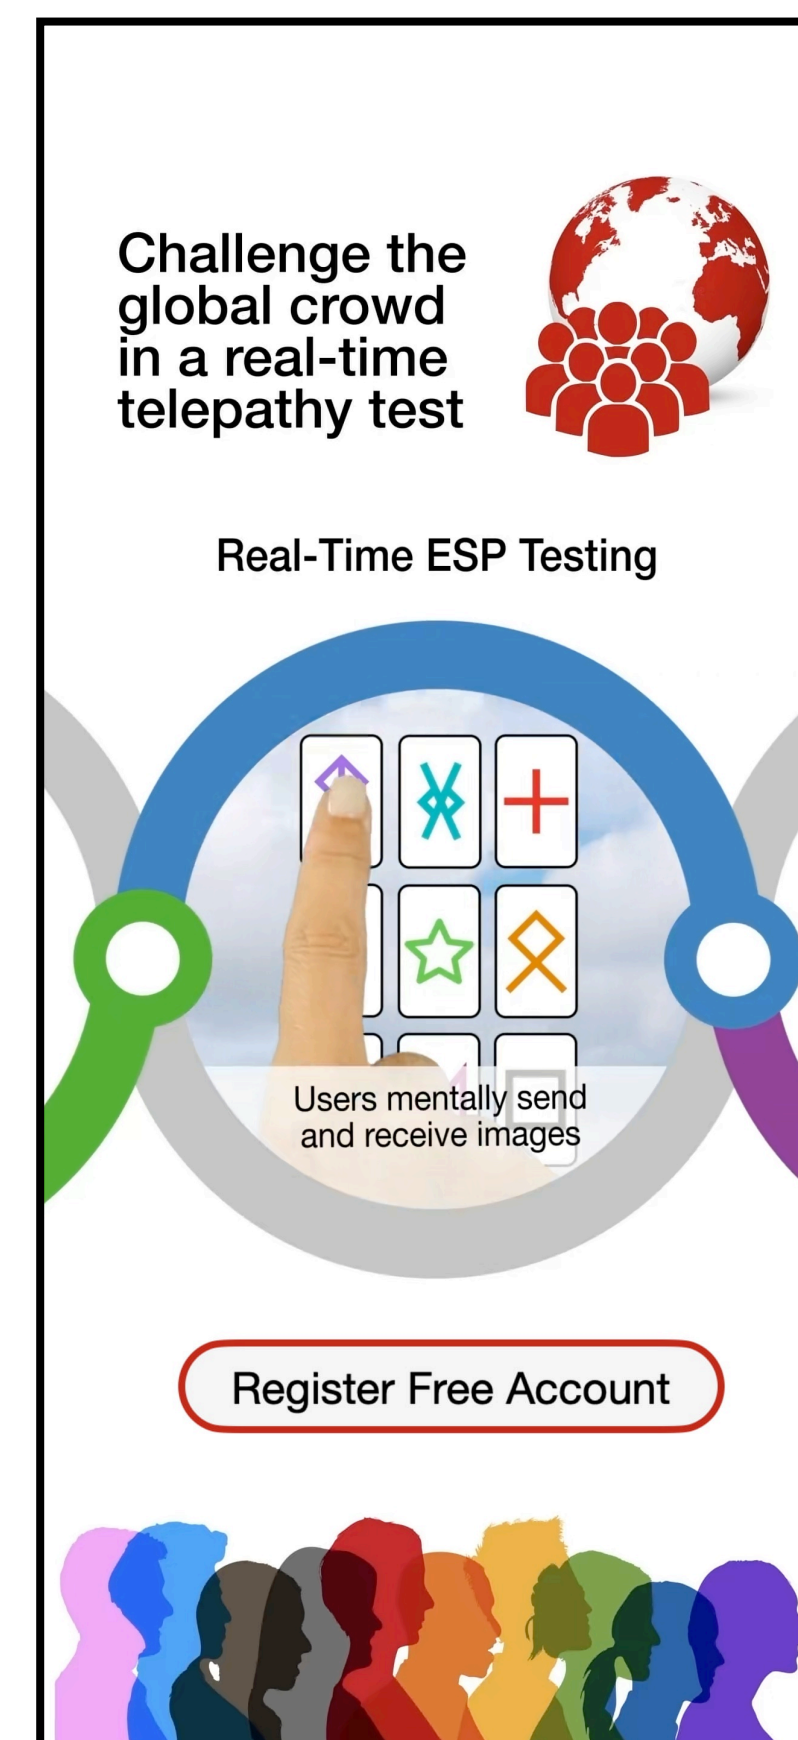 Challenge the
global crowd
in a real-time
telepathy test
Real-Time ESP Testing
Users mentally send
and receive images
Register Free Account